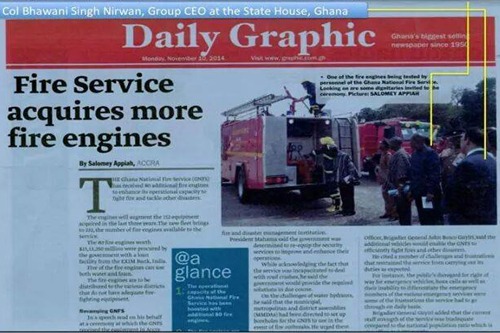 Col Bhawani Singh Nirwan, Group CEO at the State House, Ghana
Daily Graphic
Ghana's biggest selling
newspaper since 1950
Monday, November 10, 2014
Visit www.graphic.com.gh
Fire Service
acquires more
fire engines
• One of the fire engines being tested by
personnel of the Ghana National Fire Service.
Looking on are some dignitaries invited to the
ceremony. Picture: SALOMEY APPIAH
By Salomey Appiah, ACCRA
THE Ghana National Fire Service (GNFS)
has received 80 additional fire engines
to enhance its operational capacity to
fight fire and tackle other disasters.
The engines will augment the 151 equipment
acquired in the last three years. The new fleet brings
to 231, the number of fire engines available to the
service.
The 80 fire engines worth
million were procured by
the government with a loan
facility from the EXIM Bank, India.
Five of the fire engines can use
both water and foam.
The fire engines are to be
distributed to the various districts
that do not have adequate fire-
fighting equipment.
Revamping GNFS
In a speech read on his behalf
at a ceremony at which the GNFS
received the equipment in Accra
@a
glance
• The operational
capacity of the
Ghana National Fire
Service has been
boosted with
additional 80 fire
engines.
fire and disaster management institution.
President Mahama said the government was
determined to re-equip the security
services to improve and enhance their
operations.
While acknowledging the fact that
the service was incapacitated to deal
with road crashes, he said the
government would provide the required
solutions in due course.
On the challenges of water hydrants,
he said that the municipal,
metropolitan and district assemblies
(MMDAs) had been directed to set up
boreholes for the GNFS to use in the
event of fire outbreaks. He urged them
Officer, Brigadier General John Bosco Guyiri, said the
additional vehicles would enable the GNFS to
efficiently fight fires and other disasters.
He cited a number of challenges and frustrations
that restrained the service from carrying out its
duties as expected.
For instance, the public's disregard for right of
way for emergency vehicles, hoax calls as well as
their inability to differentiate the emergency
numbers of the various emergency services were
some of the frustrations the service had to go
through on daily basis.
Brigadier General Guyiri added that the current
staff strength of the service was inadequate
compared to the national population ratio which